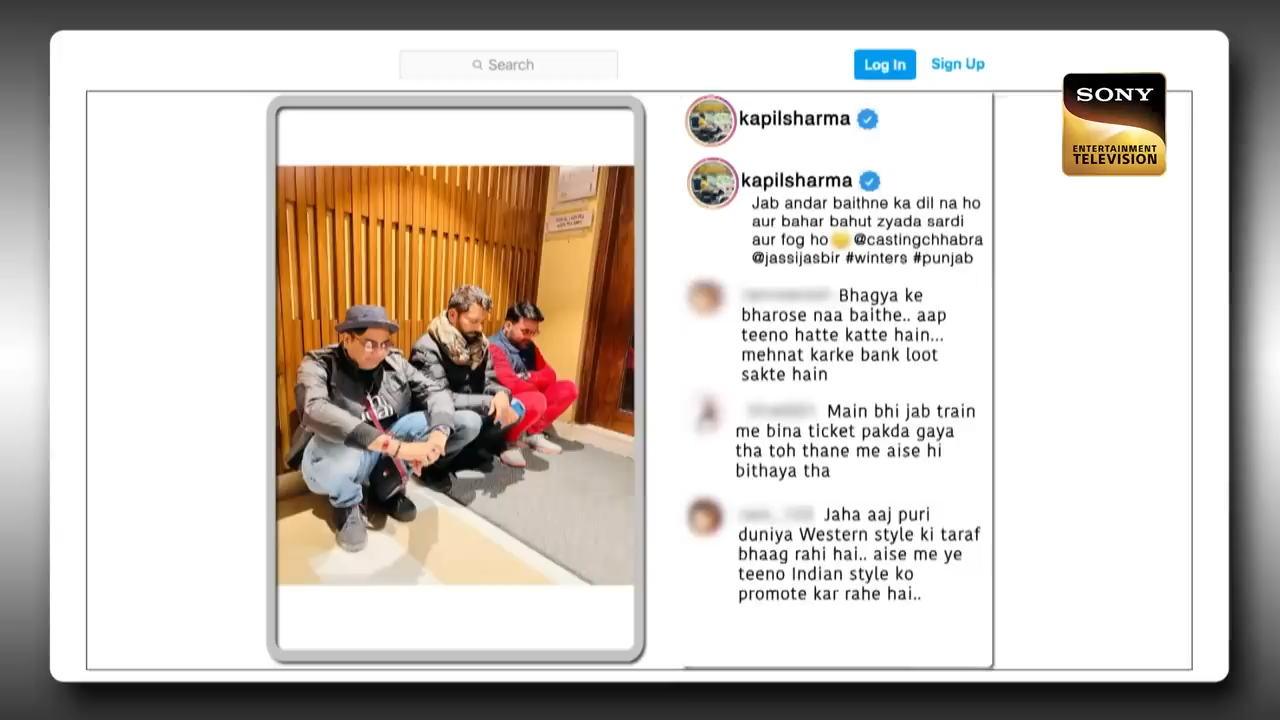 Search
Log In
Sign Up
SONY
ENTERTAINMENT
TELEVISION
kapilsharma
kapilsharma
Jab andar baithne ka dil na ho
aur bahar bahut zyada sardi
aur fog ho @castingchhabra
@jassijasbir #winters #punjab
Bhagya ke
bharose naa baithe.. aap
teeno hatte katte hain...
mehnat karke bank loot
sakte hain
Main bhi jab train
me bina ticket pakda gaya
tha toh thane me aise hi
bithaya tha
Jaha aaj puri
duniya Western style ki taraf
bhaag rahi hai.. aise me ye
teeno Indian style ko
promote kar rahe hai..